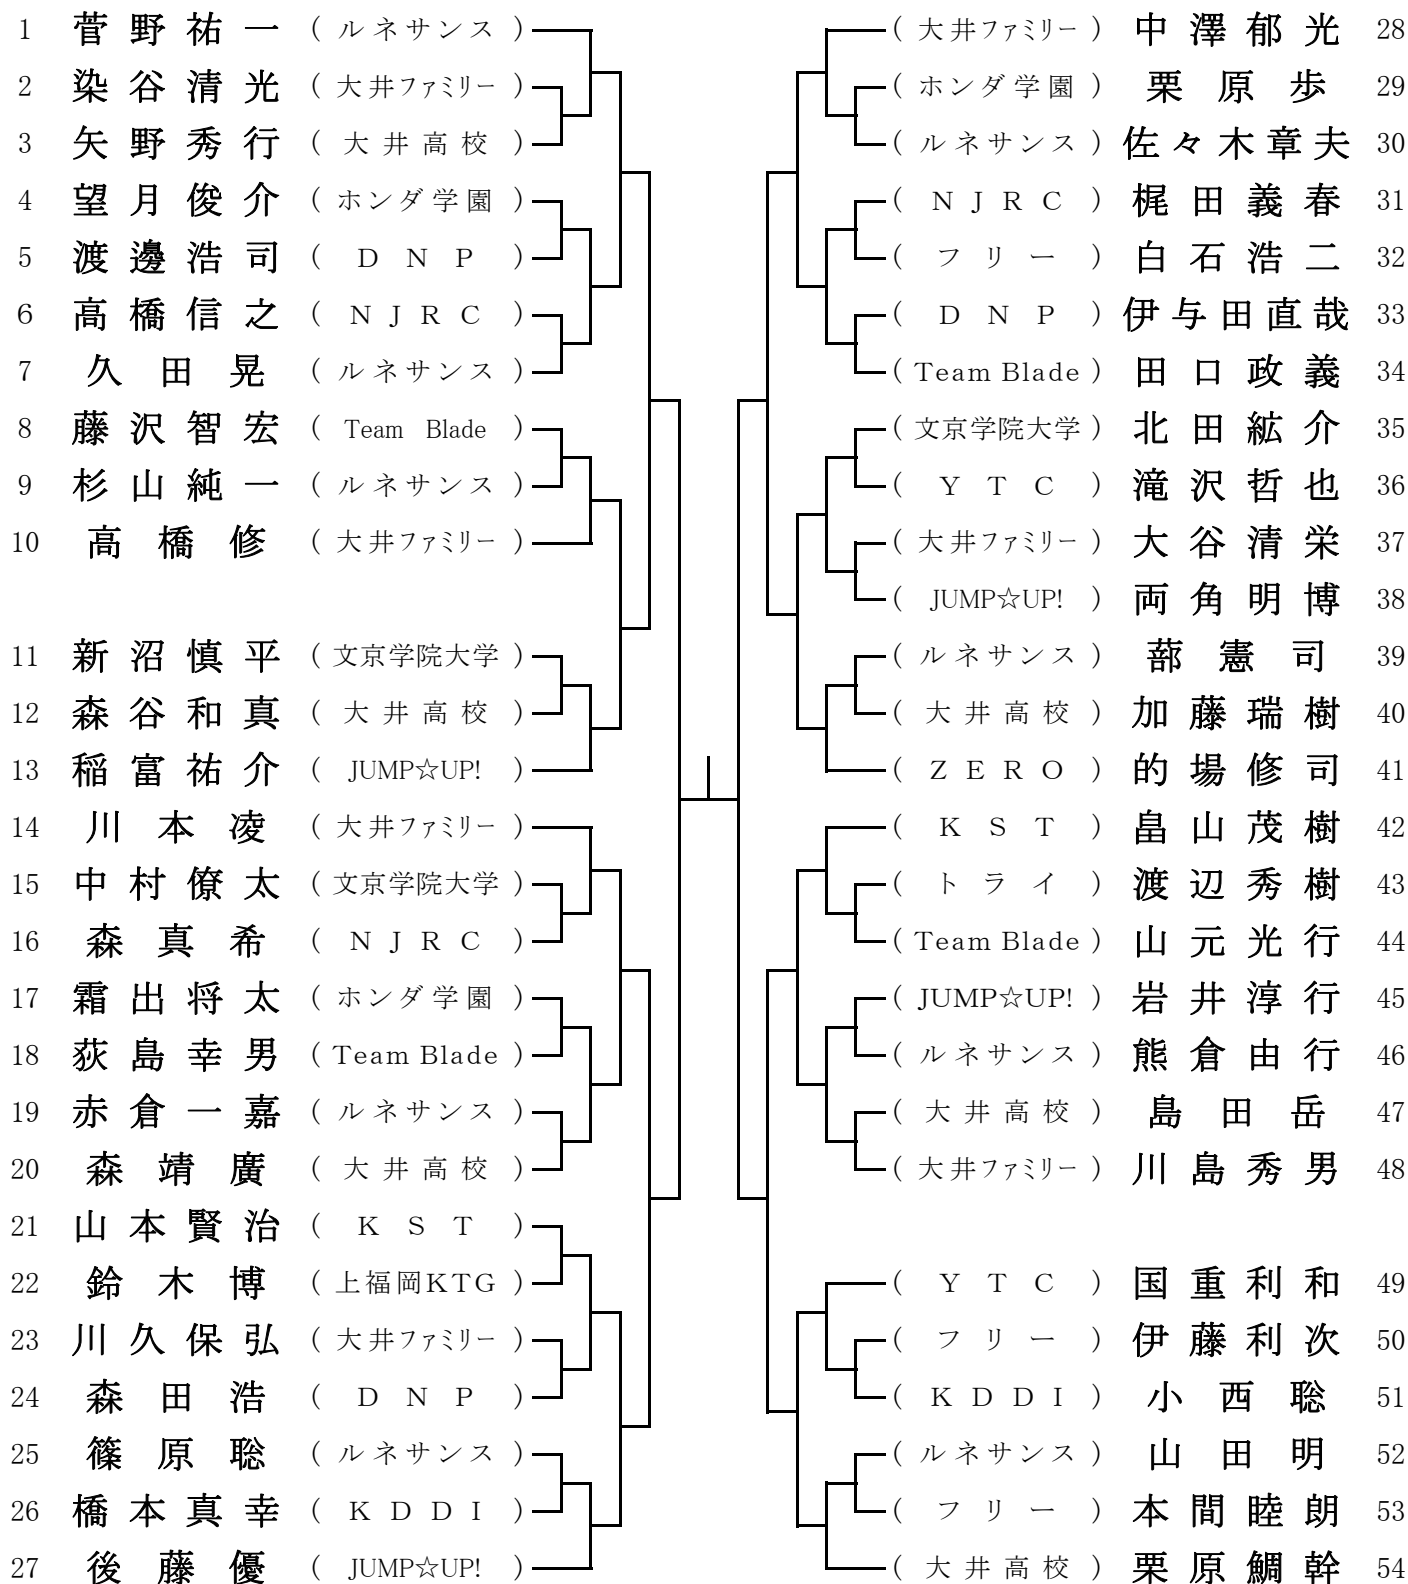 1 菅野祐一 (ルネサンス)
2 染谷清光 (大井ファミリー)
3 矢野秀行 (大井高校)
4 望月俊介 (ホンダ学園)
5 渡邊浩司 (DNP)
6 高橋信之 (NJRC)
7 久田晃 (ルネサンス)
8 藤沢智宏 (Team Blade)
9 杉山純一 (ルネサンス)
10 高橋修 (大井ファミリー)
11 新沼慎平 (文京学院大学)
12 森谷和真 (大井高校)
13 稲富祐介 (JUMP☆UP!)
14 川本凌 (大井ファミリー)
15 中村僚太 (文京学院大学)
16 森真希 (NJRC)
17 霜出将太 (ホンダ学園)
18 荻島幸男 (Team Blade)
19 赤倉一嘉 (ルネサンス)
20 森靖廣 (大井高校)
21 山本賢治 (KST)
22 鈴木博 (上福岡KTG)
23 川久保弘 (大井ファミリー)
24 森田浩 (DNP)
25 篠原聡 (ルネサンス)
26 橋本真幸 (KDDI)
27 後藤優 (JUMP☆UP!)
(大井ファミリー) 中澤郁光 28
(ホンダ学園) 栗原歩 29
(ルネサンス) 佐々木章夫 30
(NJRC) 梶田義春 31
(フリー) 白石浩二 32
(DNP) 伊与田直哉 33
(Team Blade) 田口政義 34
(文京学院大学) 北田紘介 35
(YTC) 滝沢哲也 36
(大井ファミリー) 大谷清栄 37
(JUMP☆UP!) 両角明博 38
(ルネサンス) 蔀憲司 39
(大井高校) 加藤瑞樹 40
(ZERO) 的場修司 41
(KST) 畠山茂樹 42
(トライ) 渡辺秀樹 43
(Team Blade) 山元光行 44
(JUMP☆UP!) 岩井淳行 45
(ルネサンス) 熊倉由行 46
(大井高校) 島田岳 47
(大井ファミリー) 川島秀男 48
(YTC) 国重利和 49
(フリー) 伊藤利次 50
(KDDI) 小西聡 51
(ルネサンス) 山田明 52
(フリー) 本間睦朗 53
(大井高校) 栗原鯛幹 54